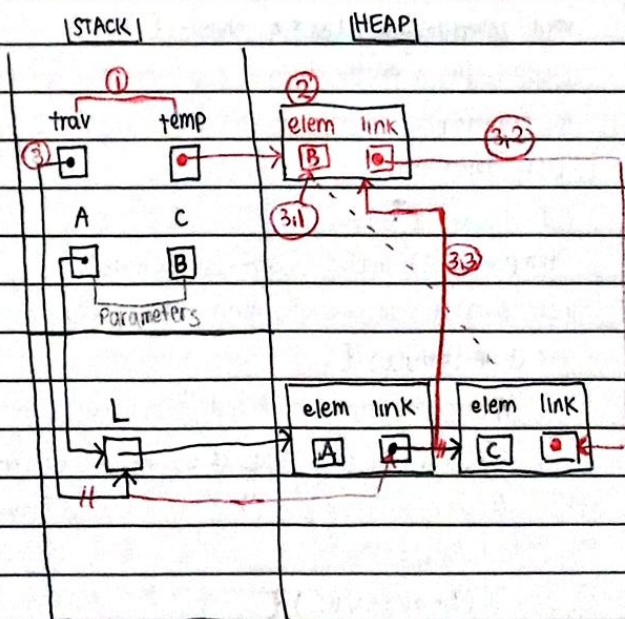 STACK HEAP
1
2
trav temp elem link
3 B 3,2
A C 3,1
B 3,3
parameters
L elem link elem link
A C